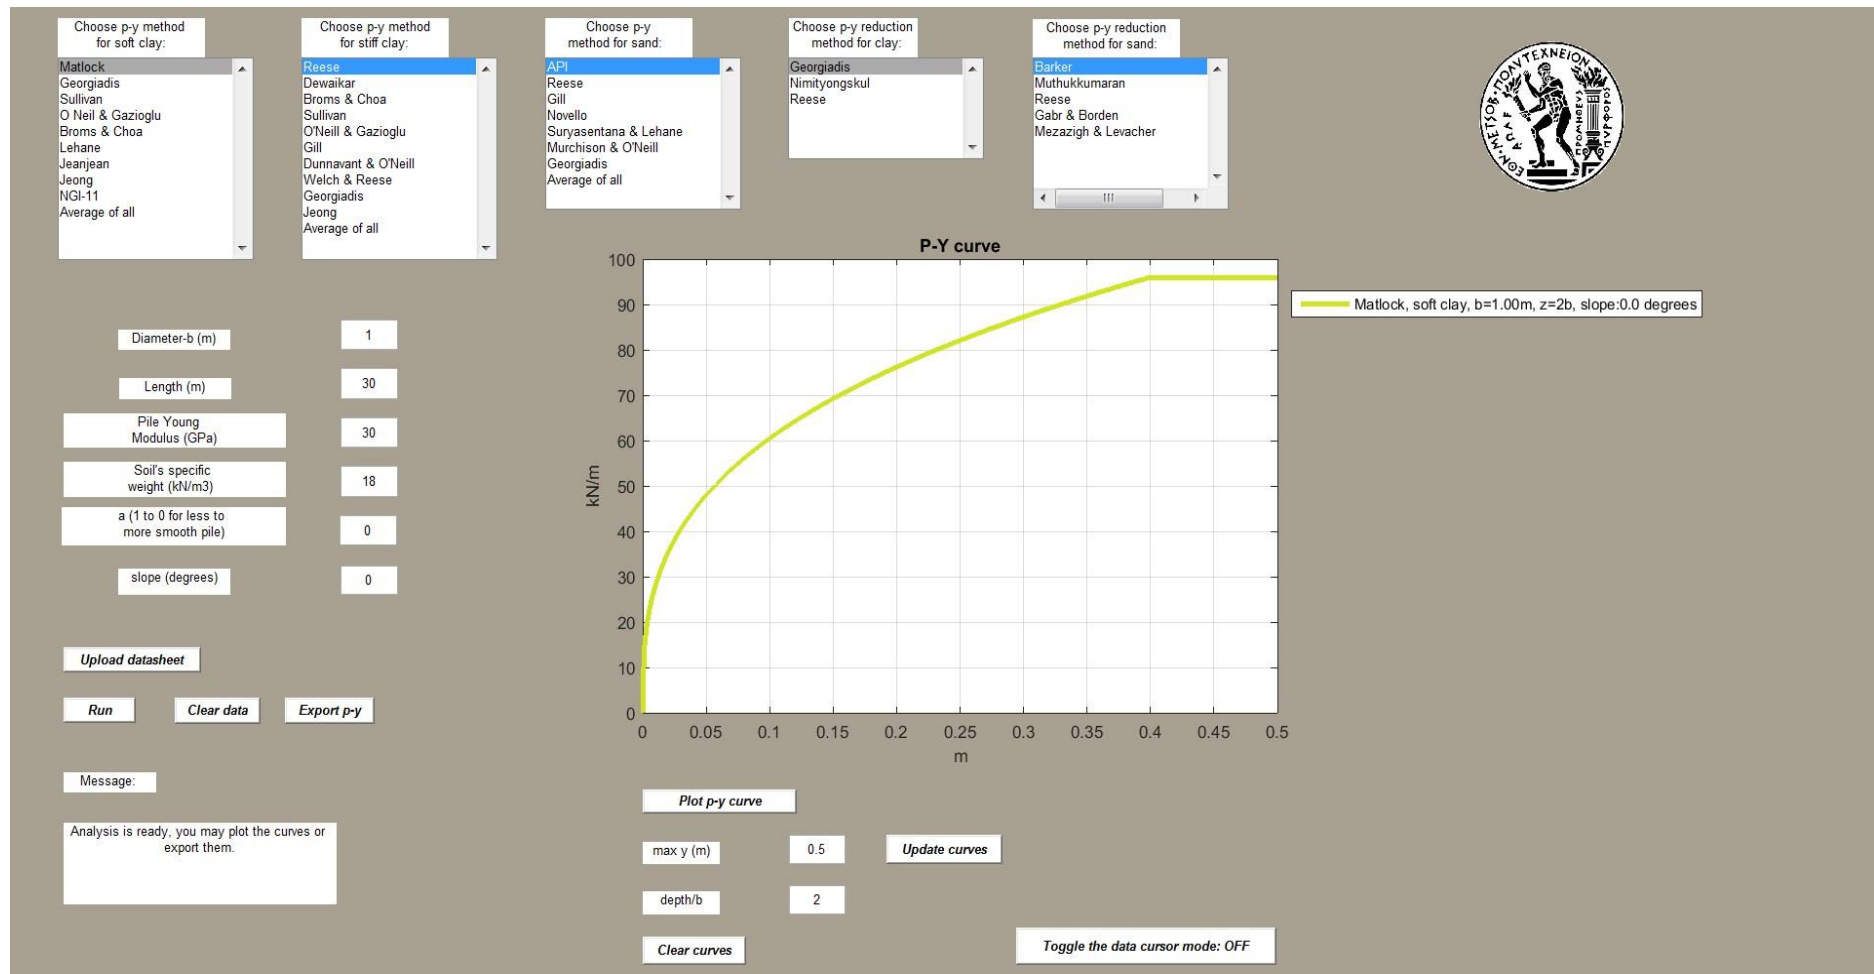 Choose p-y method
for soft clay:
Matlock
Georgiadis
Sullivan
O Neil & Gazioglu
Broms & Choa
Lehane
Jeanjean
Jeong
NGI-11
Average of all
Choose p-y method
for stiff clay:
Reese
Dewaikar
Broms & Choa
Sullivan
O'Neill & Gazioglu
Gill
Dunnavant & O'Neill
Welch & Reese
Georgiadis
Jeong
Average of all
Choose p-y
method for sand:
API
Reese
Gill
Novello
Suryasentana & Lehane
Murchison & O'Neill
Georgiadis
Average of all
Choose p-y reduction
method for clay:
Georgiadis
Nimityongskul
Reese
Choose p-y reduction
method for sand:
Barker
Muthukkumaran
Reese
Gabr & Borden
Mezazigh & Levacher
ΕΘΝ·ΜΕΤΣΟΒ·ΠΟΛΥΤΕΧΝΕΙΟΝ
ΠΡΟΜΗΘΕΥΣ
ΠΥΡΦΟΡΟΣ
Diameter-b (m) 1
Length (m) 30
Pile Young
Modulus (GPa) 30
Soil's specific
weight (kN/m3) 18
a (1 to 0 for less to
more smooth pile) 0
slope (degrees) 0
Upload datasheet
Run Clear data Export p-y
Message:
Analysis is ready, you may plot the curves or
export them.
P-Y curve
100
90
80
70
60
50
40
30
20
10
0
kN/m
0 0.05 0.1 0.15 0.2 0.25 0.3 0.35 0.4 0.45 0.5
m
Matlock, soft clay, b=1.00m, z=2b, slope:0.0 degrees
Plot p-y curve
max y (m) 0.5 Update curves
depth/b 2
Clear curves
Toggle the data cursor mode: OFF